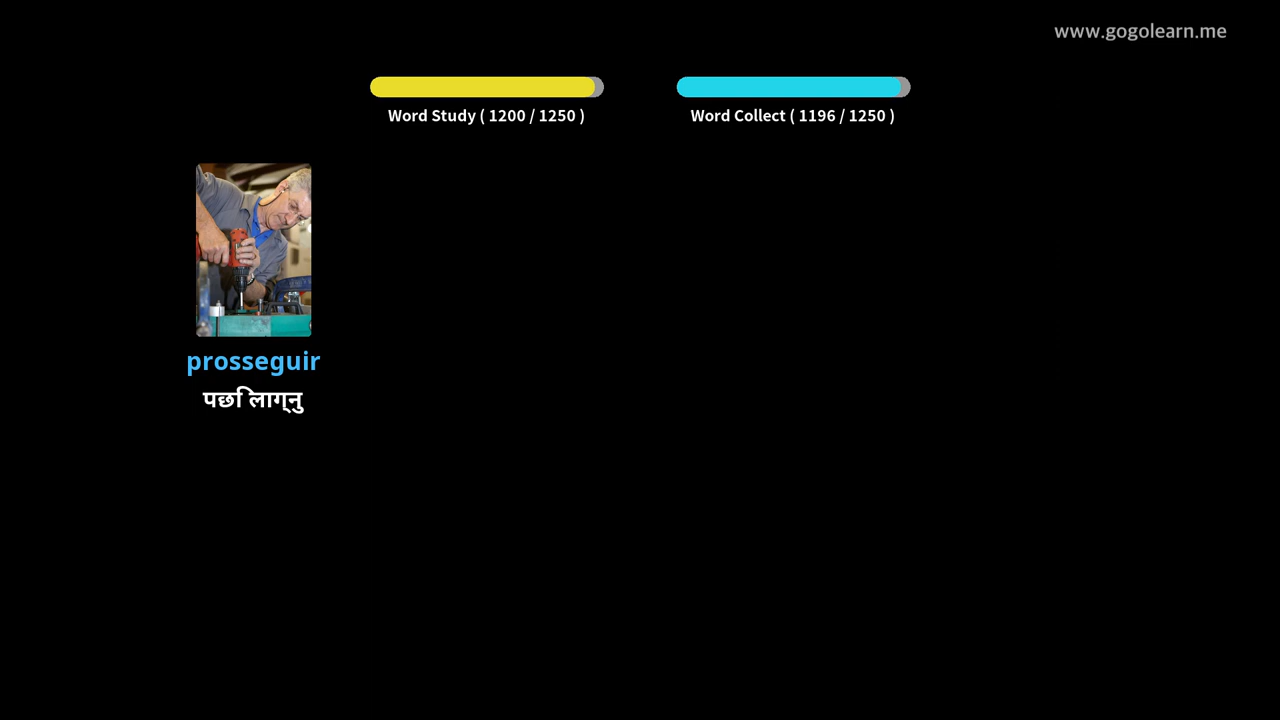 www.gogolearn.me
Word Study ( 1200 / 1250 )
Word Collect ( 1196 / 1250 )
prosseguir
पछि लाग्नु